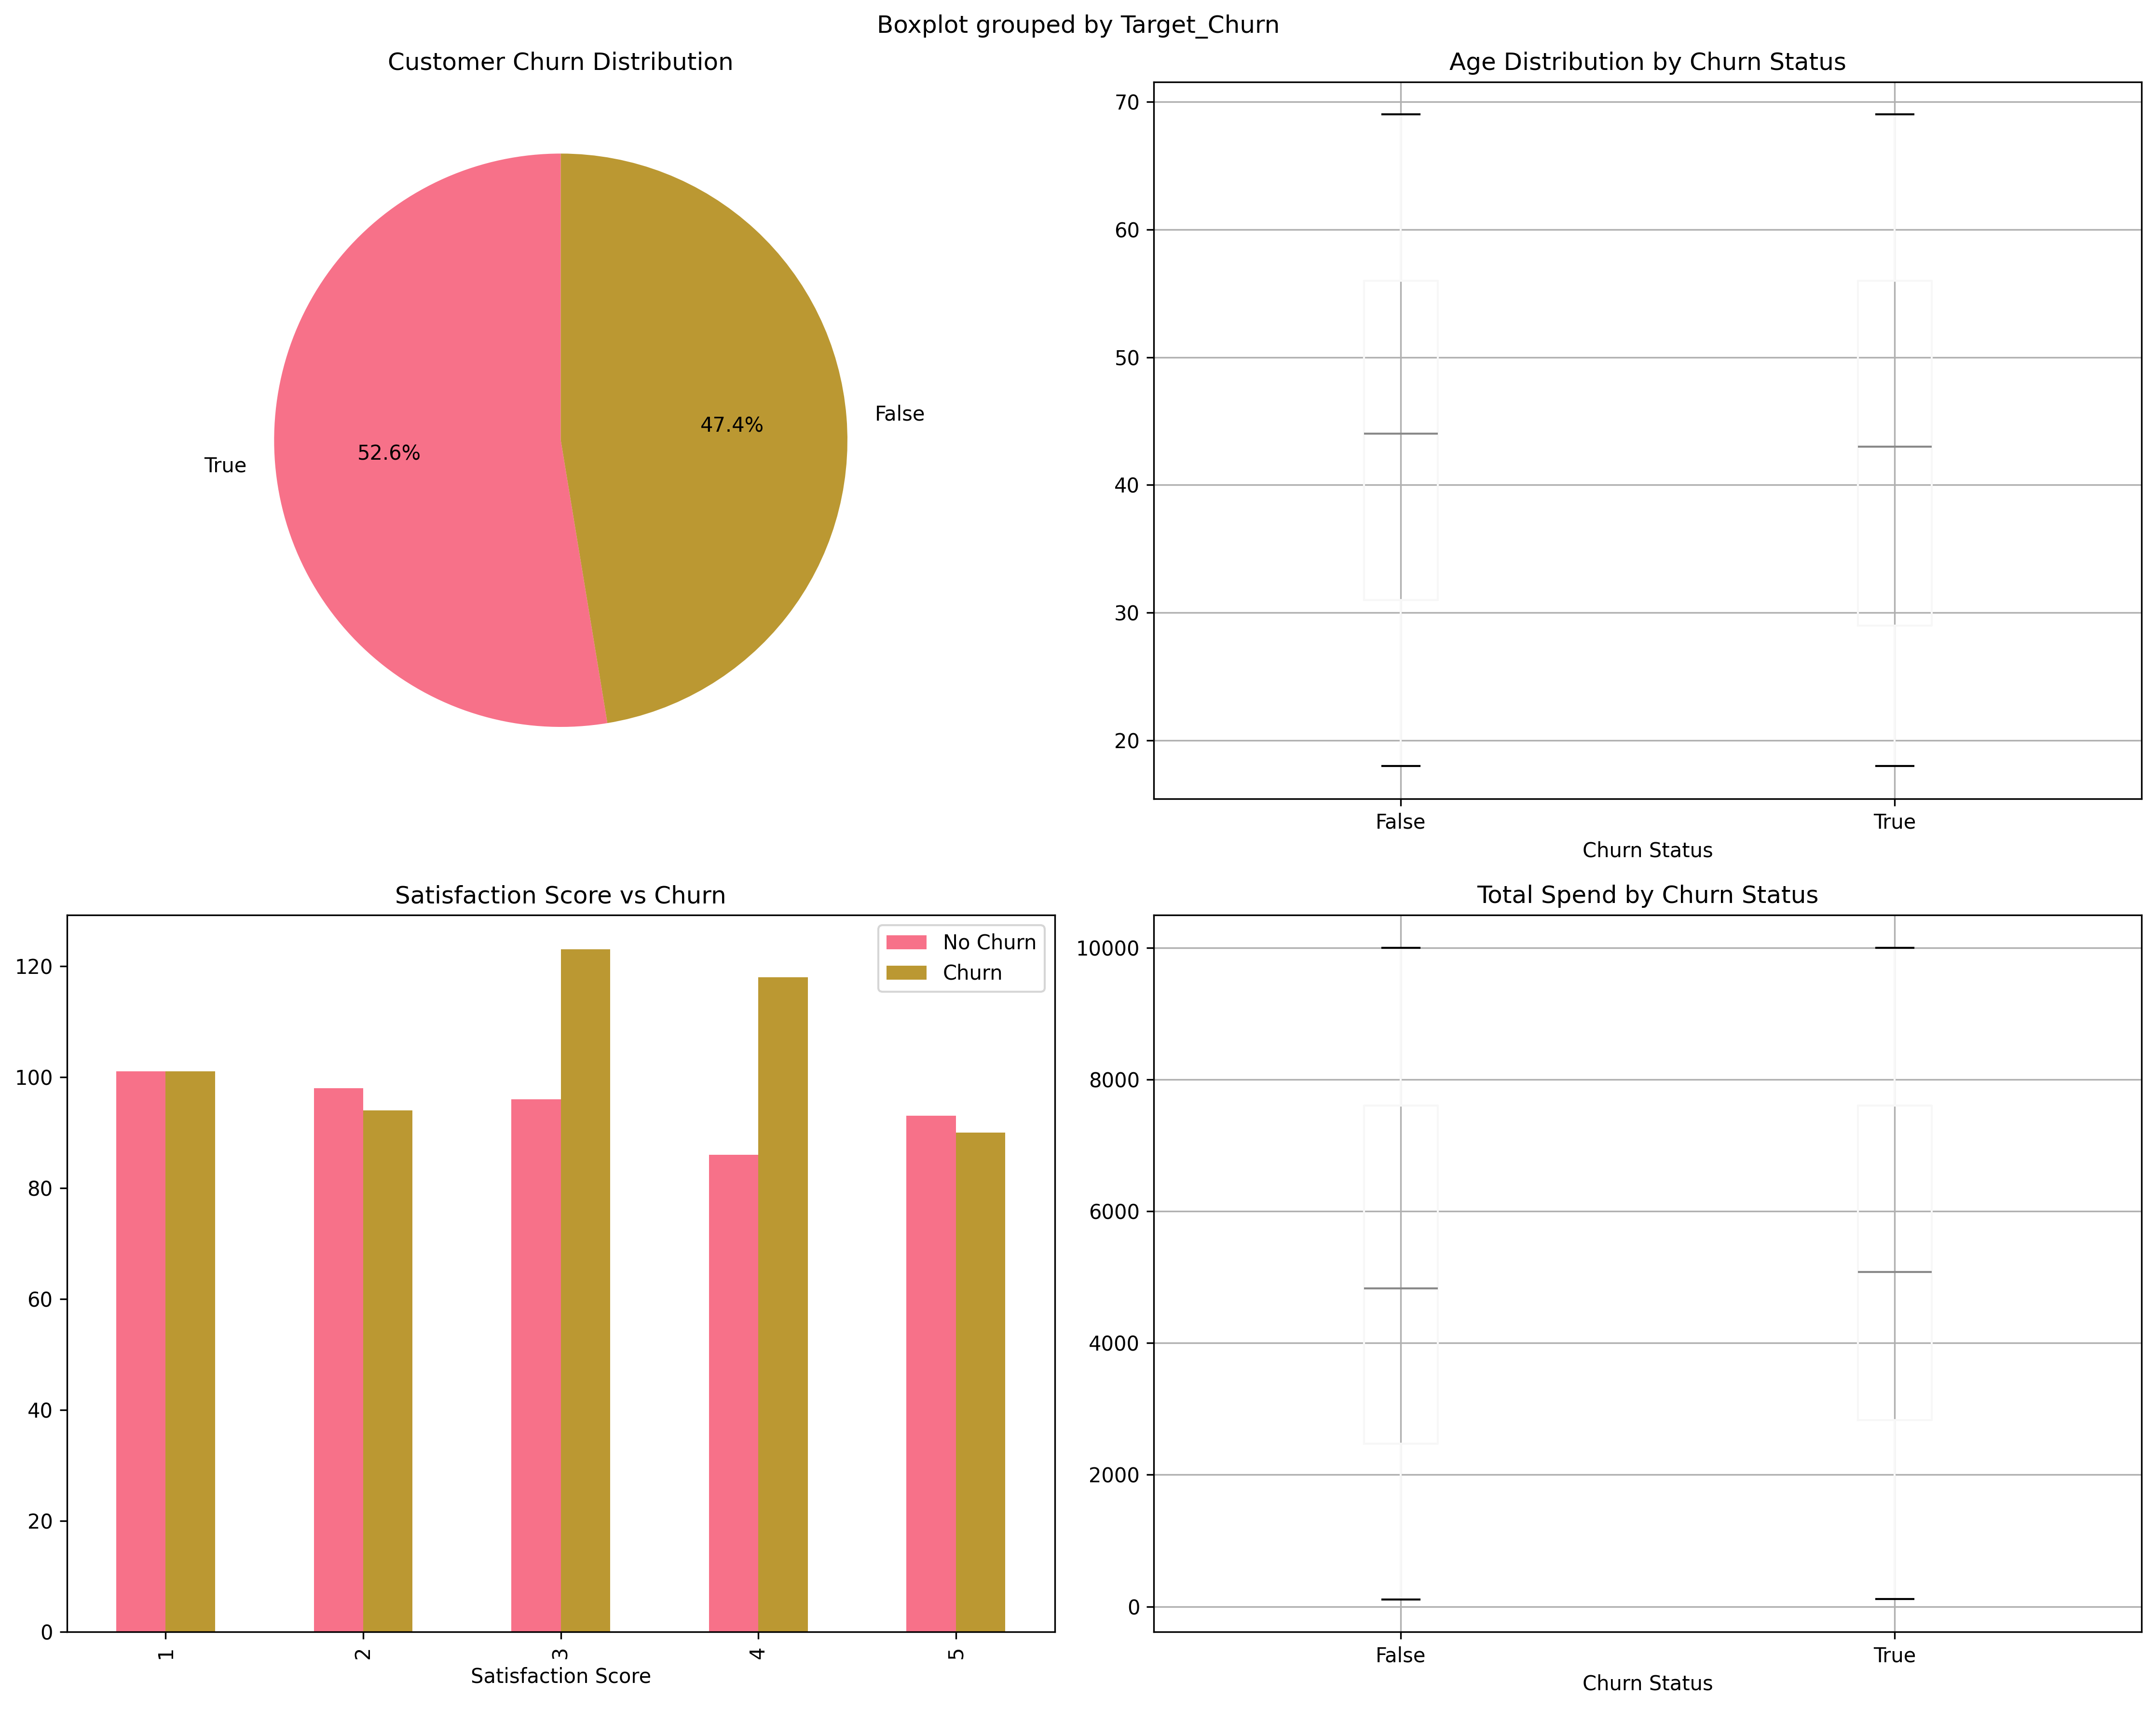 Boxplot grouped by Target_Churn
Customer Churn Distribution
True
52.6%
47.4%
False
Age Distribution by Churn Status
70
60
50
40
30
20
False
True
Churn Status
Satisfaction Score vs Churn
No Churn
Churn
120
100
80
60
40
20
0
1
2
3
4
5
Satisfaction Score
Total Spend by Churn Status
10000
8000
6000
4000
2000
0
False
True
Churn Status